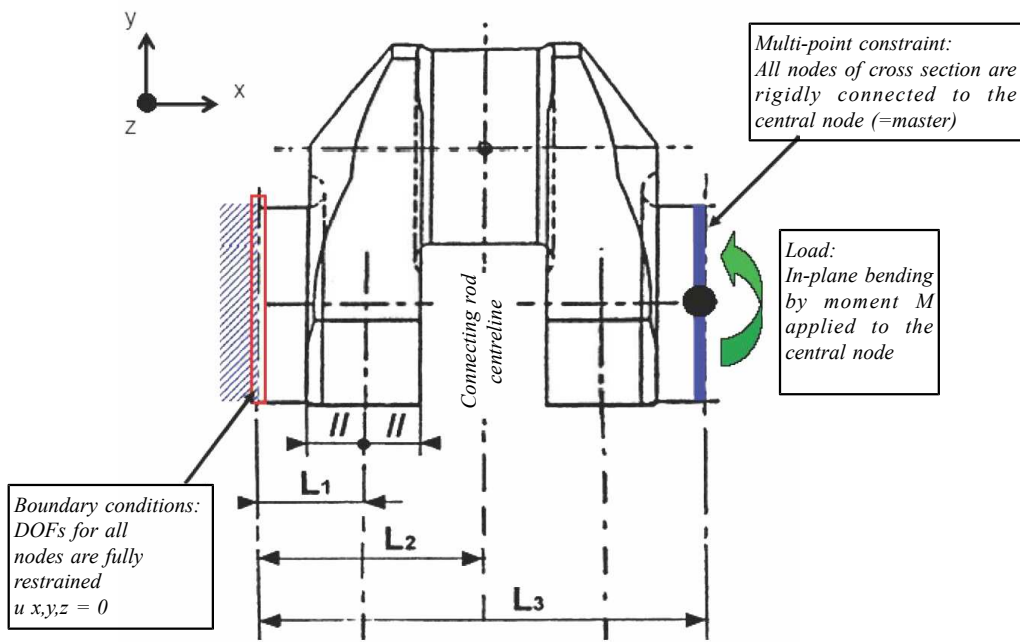 y
x
z
Multi-point constraint:
All nodes of cross section are
rigidly connected to the
central node (=master)
Load:
In-plane bending
by moment M
applied to the
central node
Connecting rod
centreline
// //
L1
L2
L3
Boundary conditions:
DOFs for all
nodes are fully
restrained
u x,y,z = 0